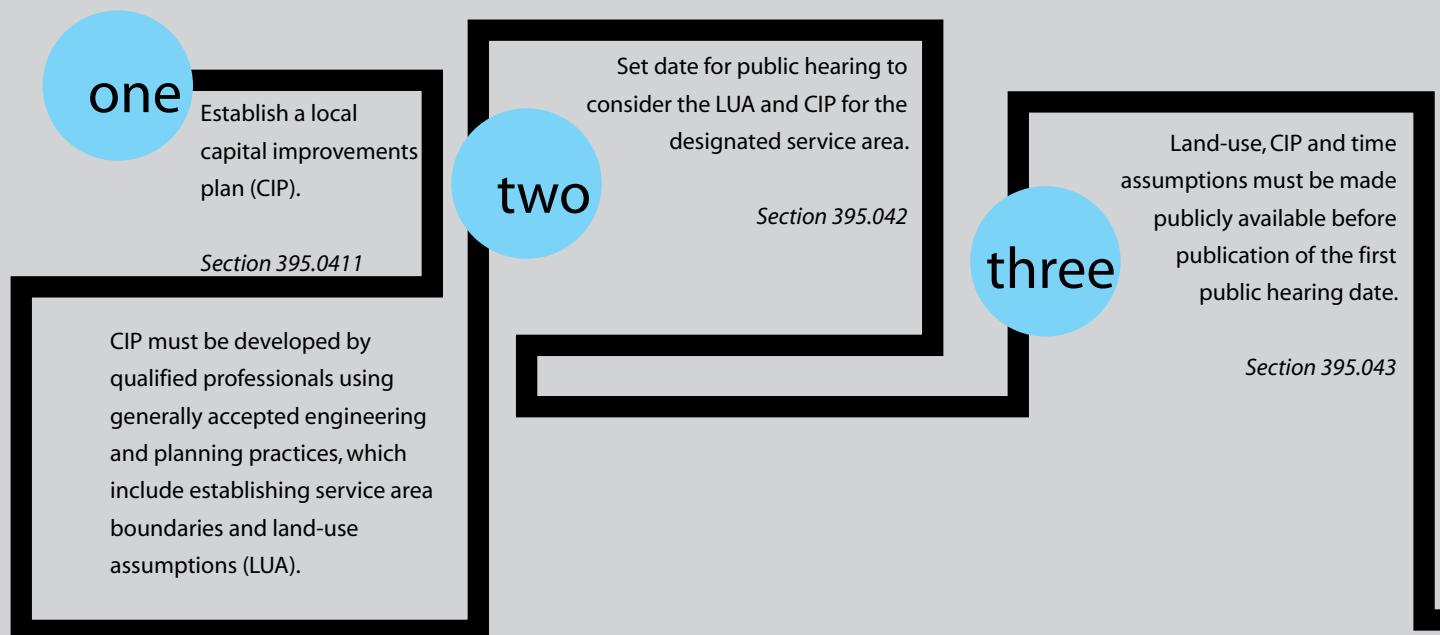 one
Establish a local
capital improvements
plan (CIP).
Section 395.0411
CIP must be developed by
qualified professionals using
generally accepted engineering
and planning practices, which
include establishing service area
boundaries and land-use
assumptions (LUA).
two
Set date for public hearing to
consider the LUA and CIP for the
designated service area.
Section 395.042
three
Land-use, CIP and time
assumptions must be made
publicly available before
publication of the first
public hearing date.
Section 395.043